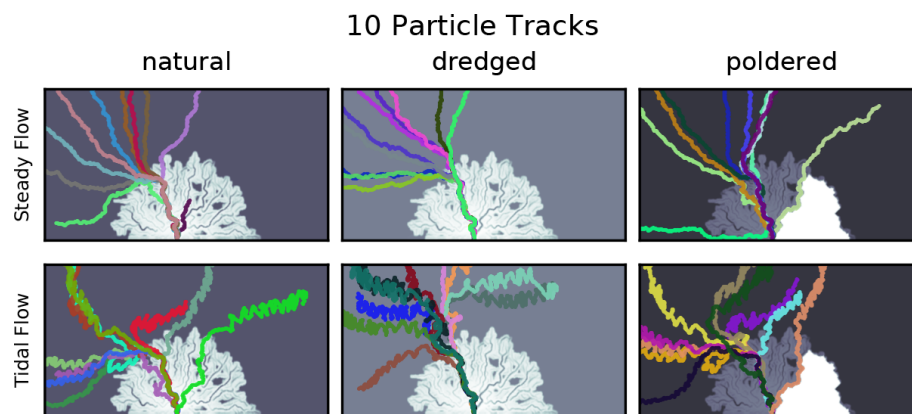 10 Particle Tracks
natural
dredged
poldered
Steady Flow
Tidal Flow